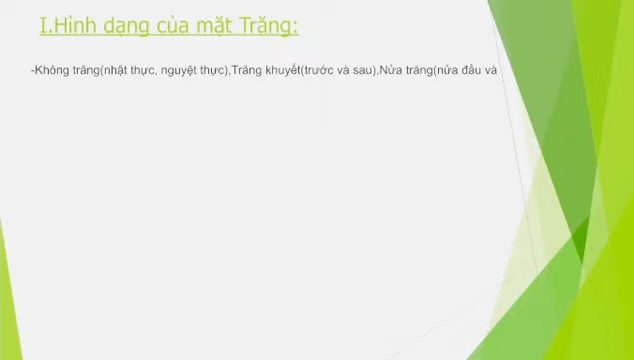 I.Hình dạng của mặt Trăng:
-Không trăng(nhật thực, nguyệt thực),Trăng khuyết(trước và sau),Nửa trăng(nửa đầu và